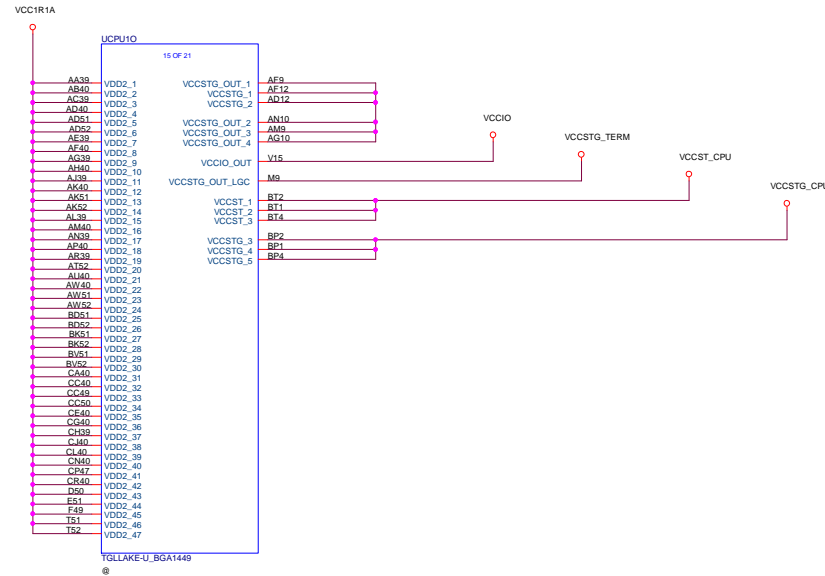 VCC1R1A
UCPU1O
15 OF 21
AA39 VDD2_1 VCCSTG_OUT_1 AF9
AB40 VDD2_2 VCCSTG_1 AF12
AC39 VDD2_3 VCCSTG_2 AD12
AD40 VDD2_4
AD51 VDD2_5 VCCSTG_OUT_2 AN10
AD52 VDD2_6 VCCSTG_OUT_3 AM9
AE39 VDD2_7 VCCSTG_OUT_4 AG10
AF40 VDD2_8
AG39 VDD2_9 VCCIO_OUT V15 VCCIO
AH40 VDD2_10
AJ39 VDD2_11 VCCSTG_OUT_LGC M9 VCCSTG_TERM
AK40 VDD2_12
AK51 VDD2_13 VCCST_1 BT2 VCCST_CPU
AK52 VDD2_14 VCCST_2 BT1
AL39 VDD2_15 VCCST_3 BT4
AM40 VDD2_16
AN39 VDD2_17 VCCSTG_3 BP2 VCCSTG_CPU
AP40 VDD2_18 VCCSTG_4 BP1
AR39 VDD2_19 VCCSTG_5 BP4
AT52 VDD2_20
AU40 VDD2_21
AW40 VDD2_22
AW51 VDD2_23
AW52 VDD2_24
BD51 VDD2_25
BD52 VDD2_26
BK51 VDD2_27
BK52 VDD2_28
BV51 VDD2_29
BV52 VDD2_30
CA40 VDD2_31
CC40 VDD2_32
CC49 VDD2_33
CC50 VDD2_34
CE40 VDD2_35
CG40 VDD2_36
CH39 VDD2_37
CJ40 VDD2_38
CL40 VDD2_39
CN40 VDD2_40
CP47 VDD2_41
CR40 VDD2_42
D50 VDD2_43
E51 VDD2_44
F49 VDD2_45
T51 VDD2_46
T52 VDD2_47
TGLLAKE-U_BGA1449
@